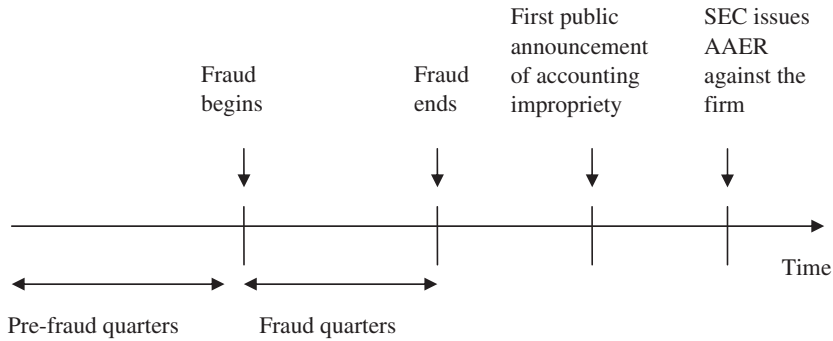 Fraud
begins
Fraud
ends
First public
announcement
of accounting
impropriety
SEC issues
AAER
against the
firm
Time
Pre-fraud quarters
Fraud quarters